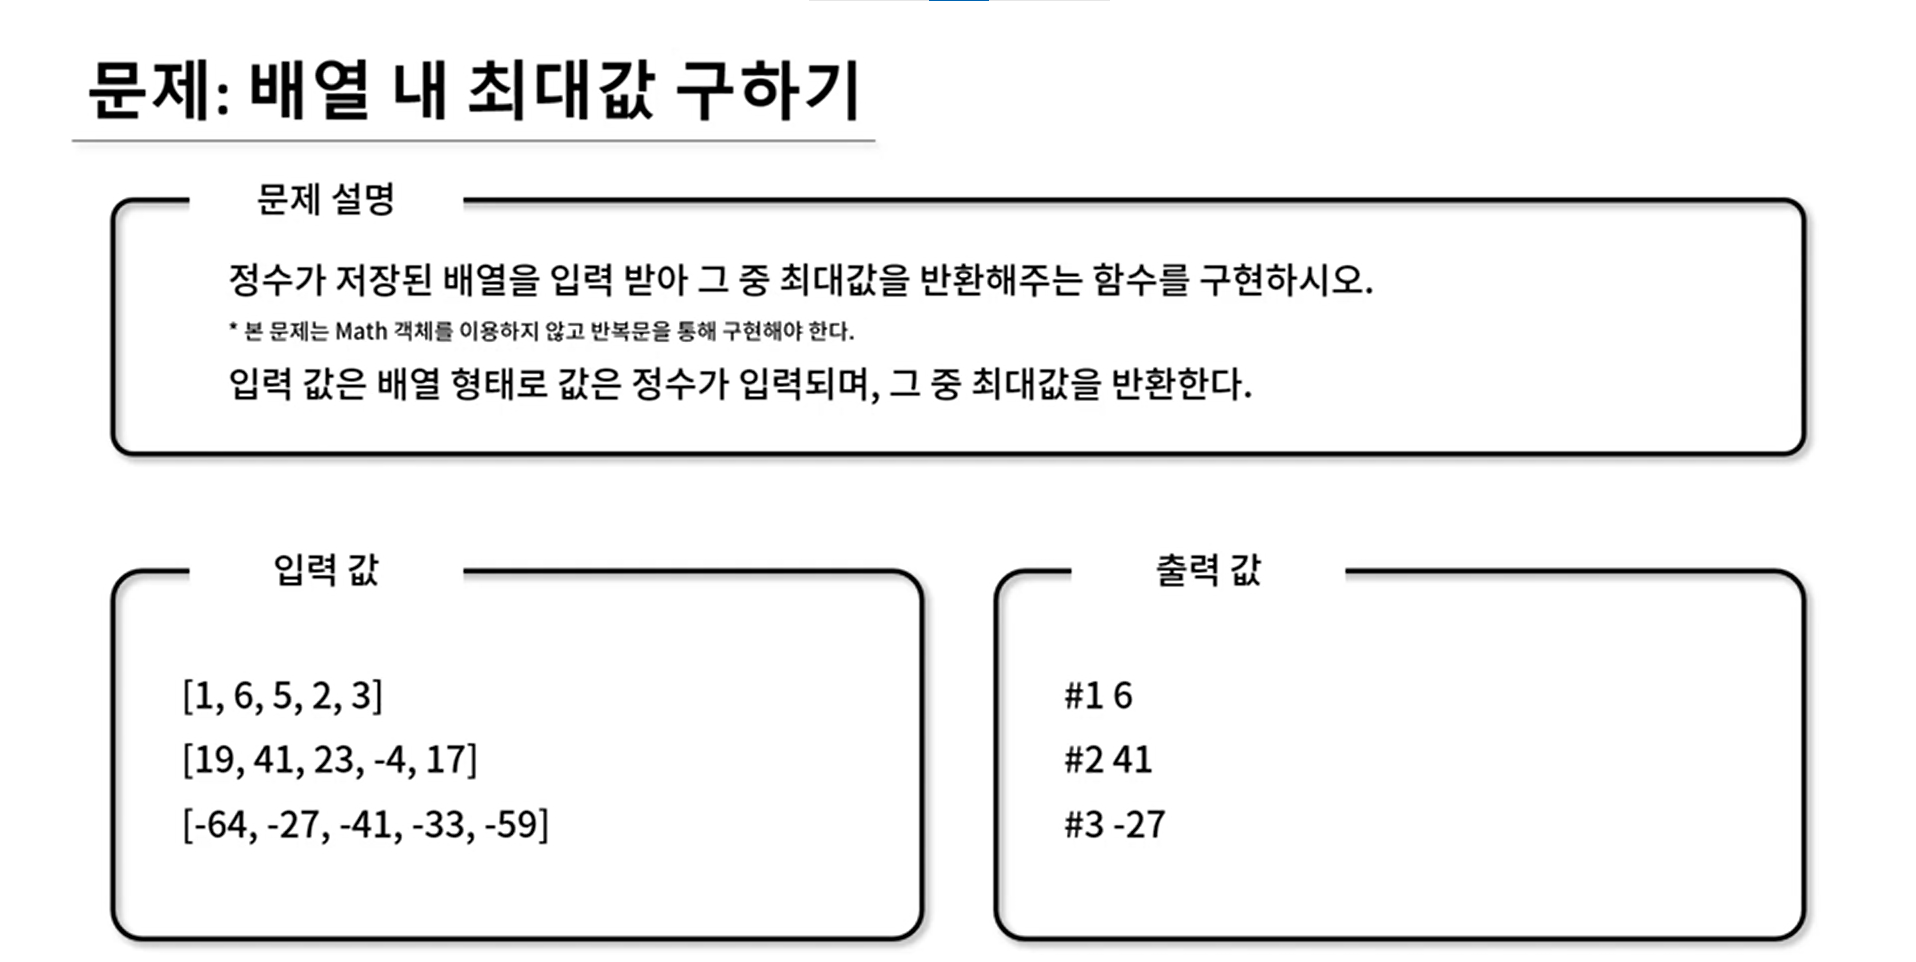 문제: 배열 내 최대값 구하기
문제 설명
정수가 저장된 배열을 입력 받아 그 중 최대값을 반환해주는 함수를 구현하시오.
* 본 문제는 Math 객체를 이용하지 않고 반복문을 통해 구현해야 한다.
입력 값은 배열 형태로 값은 정수가 입력되며, 그 중 최대값을 반환한다.
입력 값
[1, 6, 5, 2, 3]
[19, 41, 23, -4, 17]
[-64, -27, -41, -33, -59]
출력 값
#1 6
#2 41
#3 -27